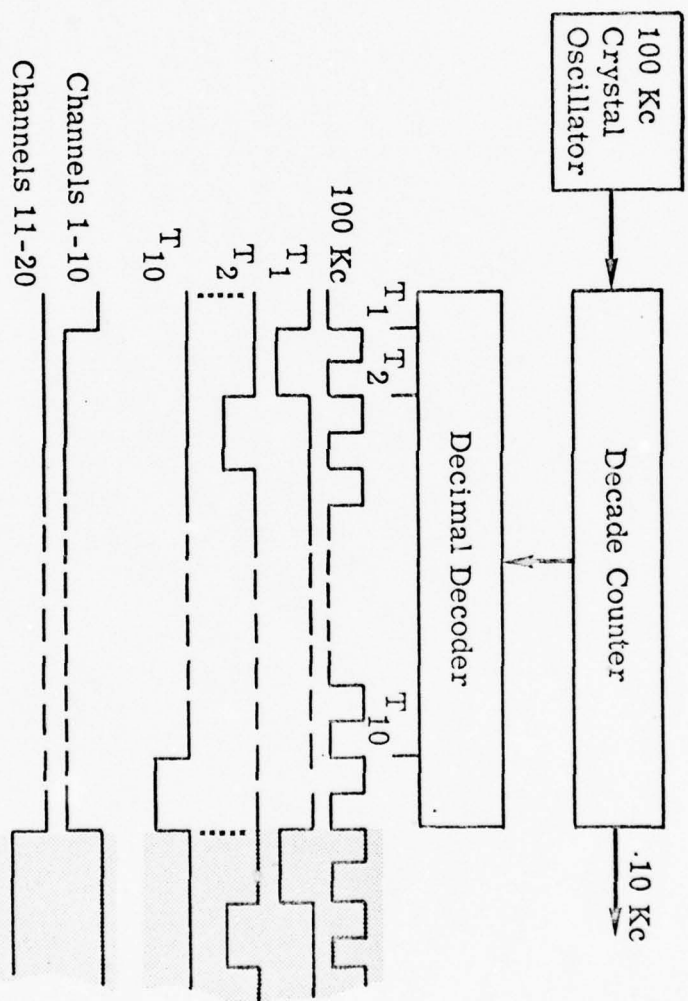 100 Kc
Crystal
Oscillator
Decade Counter
.10 Kc
Decimal Decoder
T1
T2
T10
100 Kc
T1
T2
T10
Channels 1-10
Channels 11-20